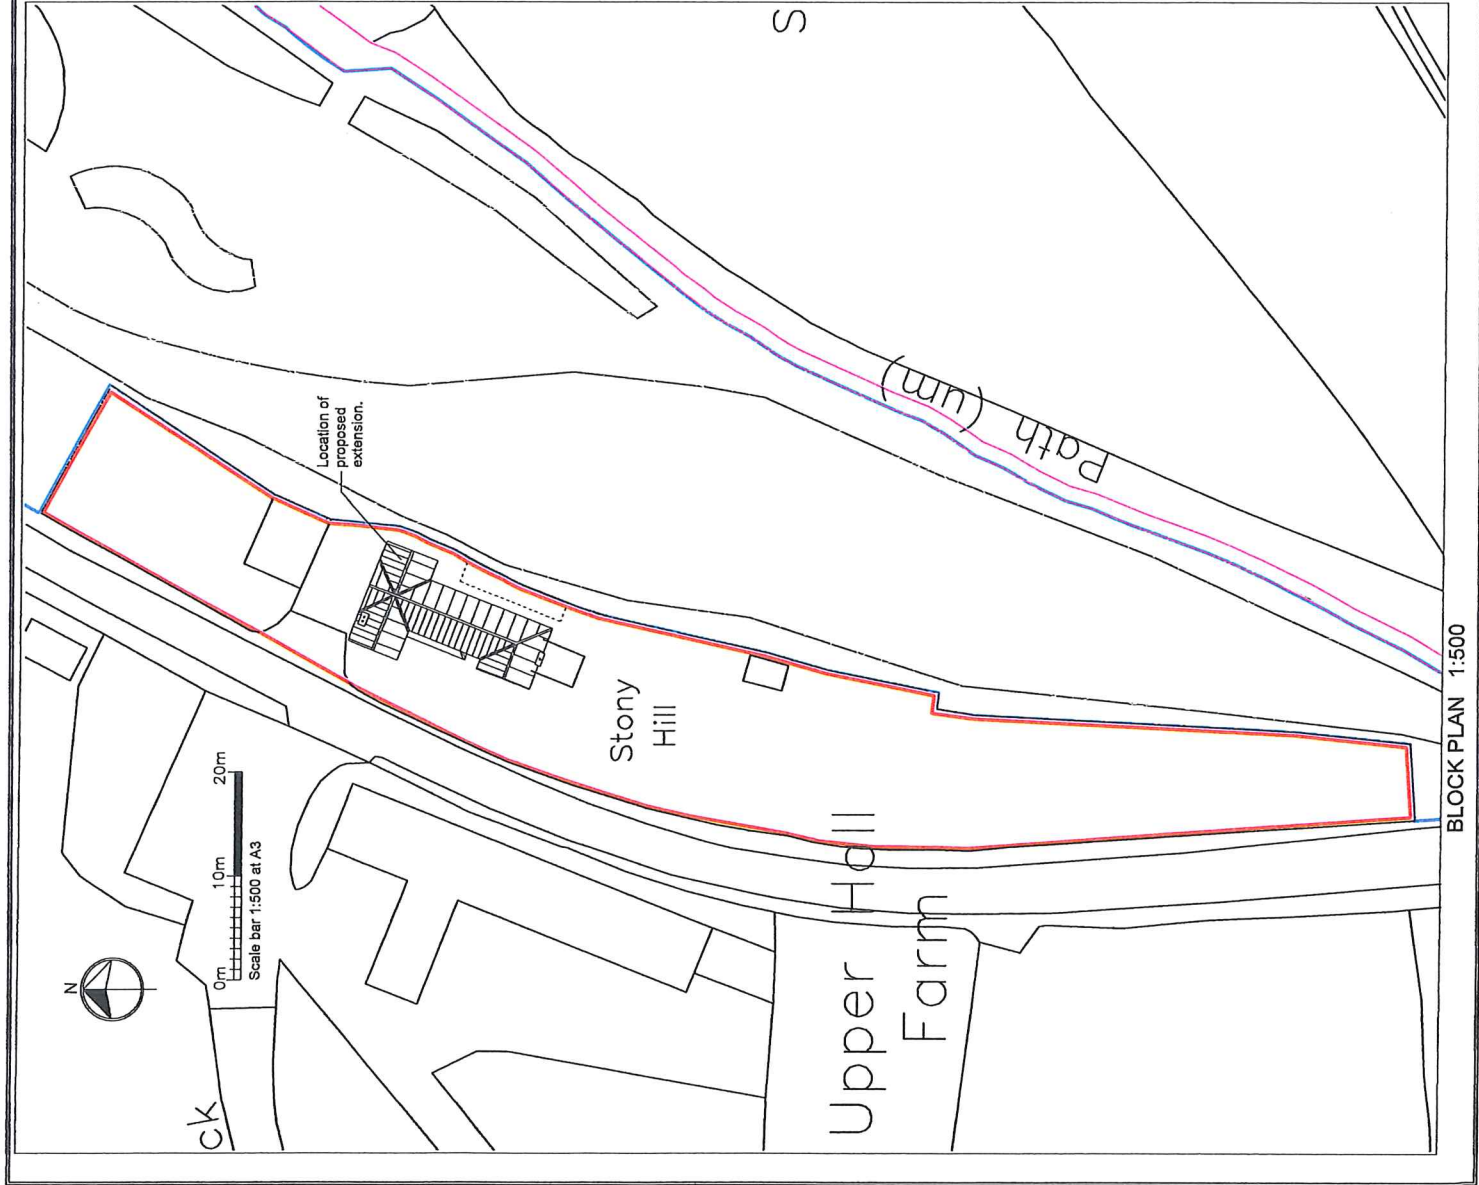 S
Location of
proposed
extension.
Path (um)
Stony
Hill
20m
10m
0m
Scale bar 1:500 at A3
N
Upper Hall
Farm
ck
BLOCK PLAN 1:500